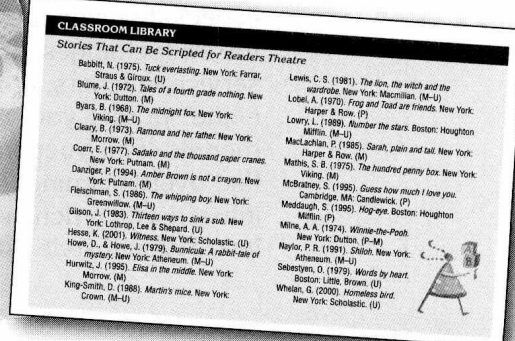 CLASSROOM LIBRARY
Stories That Can Be Scripted for Readers Theatre
Babbitt, N. (1975). Tuck everlasting. New York: Farrar,
Straus & Giroux. (U)
Blume, J. (1972). Tales of a fourth grade nothing. New
York: Dutton. (M)
Byars, B. (1968). The midnight fox. New York:
Viking. (M–U)
Cleary, B. (1973). Ramona and her father. New York:
Morrow. (M)
Coerr, E. (1977). Sadako and the thousand paper cranes.
New York: Putnam. (M)
Danziger, P. (1994). Amber Brown is not a crayon. New
York: Putnam. (M)
Fleischman, S. (1986). The whipping boy. New York:
Greenwillow. (M–U)
Gilson, J. (1983). Thirteen ways to sink a sub. New
York: Lothrop, Lee & Shepard. (U)
Hesse, K. (2001). Witness. New York: Scholastic. (U)
Howe, D., & Howe, J. (1979). Bunnicula: A rabbit-tale of
mystery. New York: Atheneum. (M–U)
Hurwitz, J. (1995). Elisa in the middle. New York:
Morrow. (M)
King-Smith, D. (1988). Martin's mice. New York:
Crown. (M–U)
Lewis, C. S. (1981). The lion, the witch and the
wardrobe. New York: Macmillan. (M–U)
Lobel, A. (1970). Frog and Toad are friends. New York:
Harper & Row. (P)
Lowry, L. (1989). Number the stars. Boston: Houghton
Mifflin. (M–U)
MacLachlan, P. (1985). Sarah, plain and tall. New York:
Harper & Row. (M)
Mathis, S. B. (1975). The hundred penny box. New York:
Viking. (M)
McBratney, S. (1995). Guess how much I love you.
Cambridge, MA: Candlewick. (P)
Meddaugh, S. (1995). Hog-eye. Boston: Houghton
Mifflin. (P)
Milne, A. A. (1974). Winnie-the-Pooh.
New York: Dutton. (P–M)
Naylor, P. R. (1991). Shiloh. New York:
Atheneum. (M–U)
Sebestyen, O. (1979). Words by heart.
Boston: Little, Brown. (U)
Whelan, G. (2000). Homeless bird.
New York: Scholastic. (U)